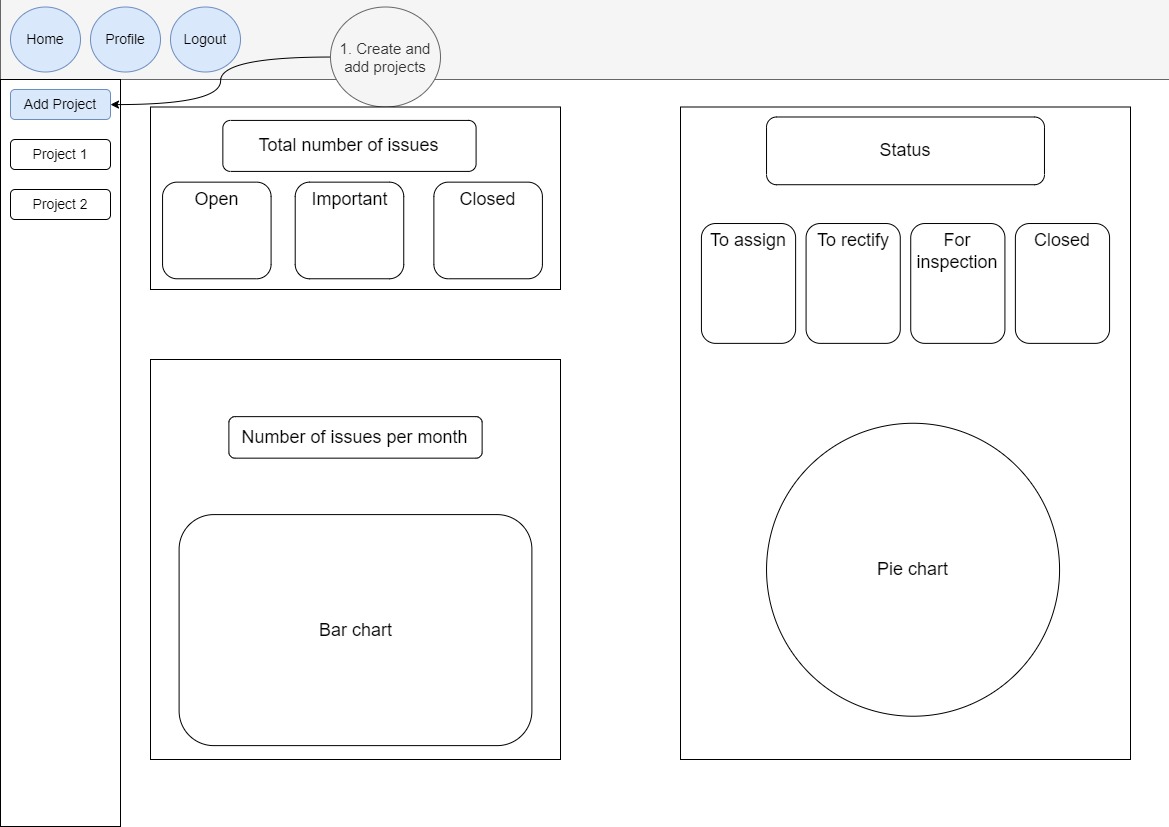 Home
Profile
Logout
1. Create and
add projects
Add Project
Project 1
Project 2
Total number of issues
Open
Important
Closed
Number of issues per month
Bar chart
Status
To assign
To rectify
For
inspection
Closed
Pie chart